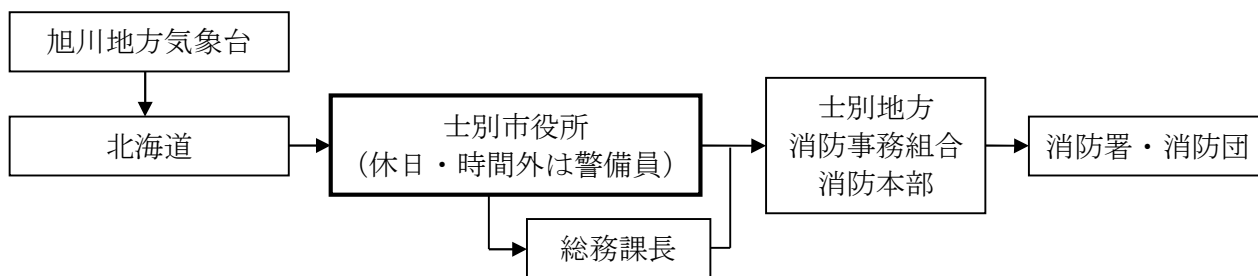 旭川地方気象台
北海道
士別市役所
（休日・時間外は警備員）
総務課長
士別地方
消防事務組合
消防本部
消防署・消防団